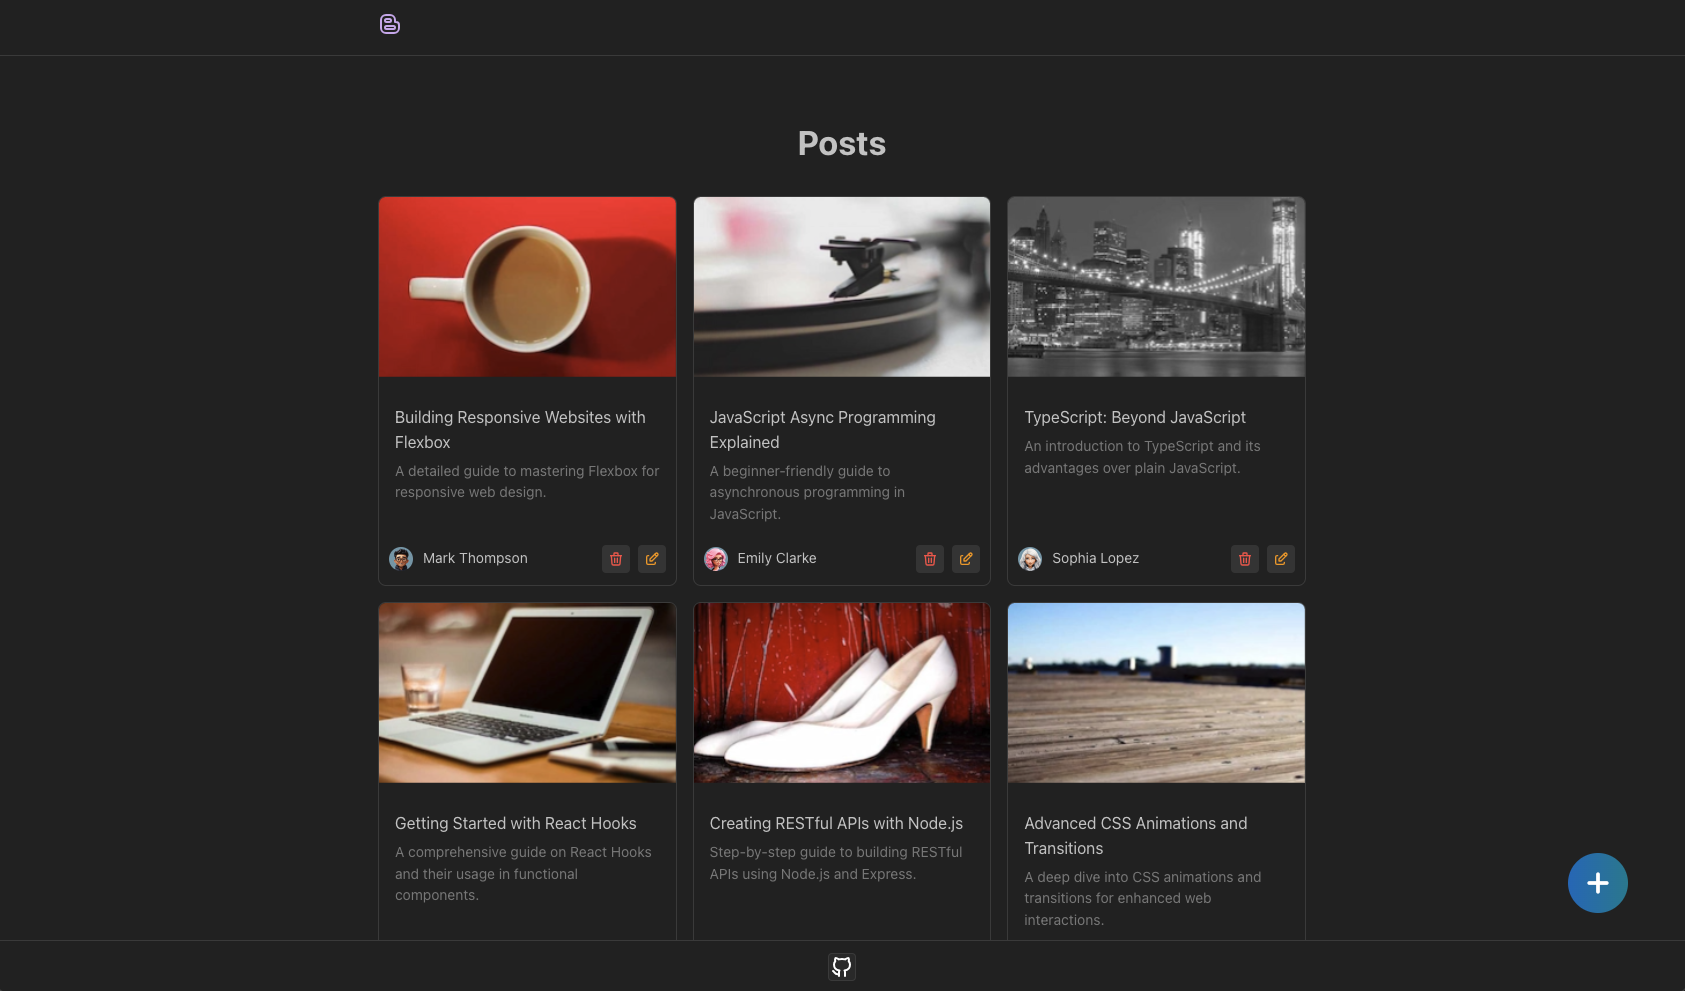 Posts
Building Responsive Websites with
Flexbox
A detailed guide to mastering Flexbox for
responsive web design.
Mark Thompson
JavaScript Async Programming
Explained
A beginner-friendly guide to
asynchronous programming in
JavaScript.
Emily Clarke
TypeScript: Beyond JavaScript
An introduction to TypeScript and its
advantages over plain JavaScript.
Sophia Lopez
Getting Started with React Hooks
A comprehensive guide on React Hooks
and their usage in functional
components.
Creating RESTful APIs with Node.js
Step-by-step guide to building RESTful
APIs using Node.js and Express.
Advanced CSS Animations and
Transitions
A deep dive into CSS animations and
transitions for enhanced web
interactions.